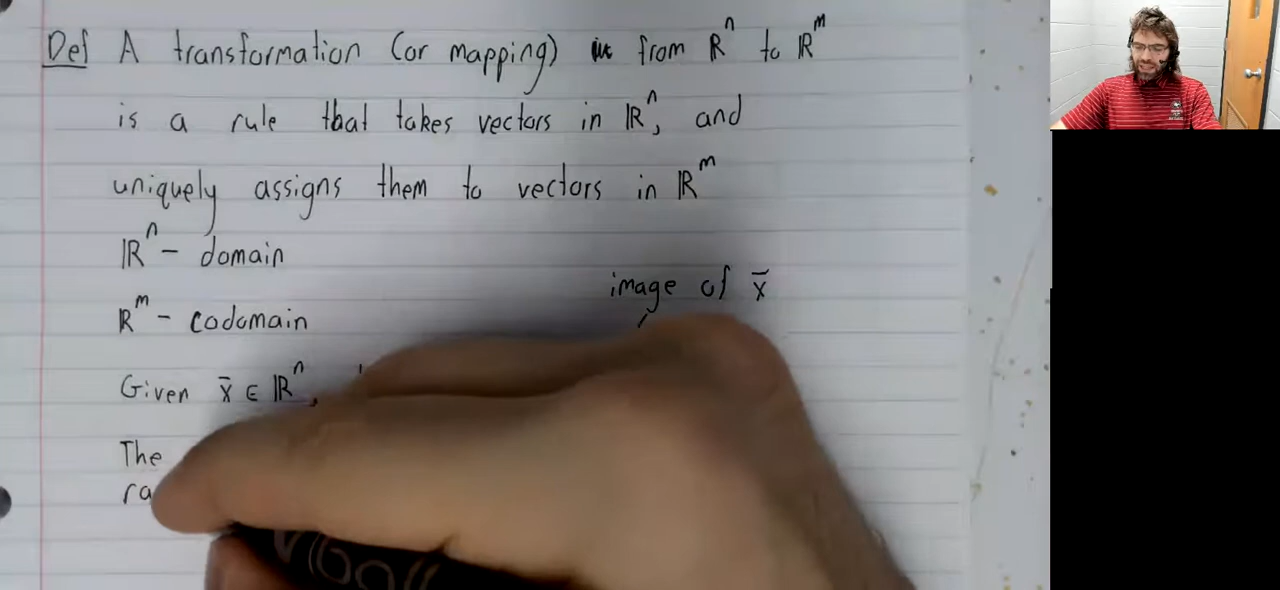 Def A transformation (or mapping) from ℝⁿ to ℝᵐ
is a rule that takes vectors in ℝⁿ, and
uniquely assigns them to vectors in ℝᵐ
ℝⁿ - domain
image of x̄
ℝᵐ - codomain
Given x̄ ∈ ℝⁿ,
The